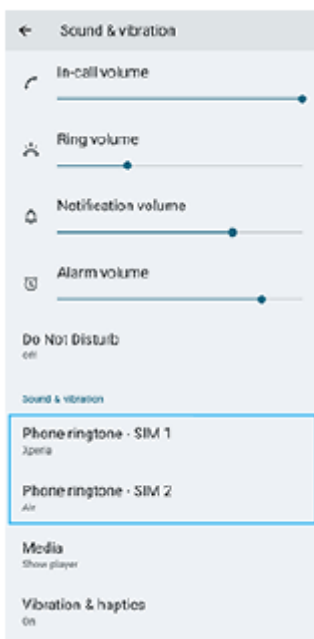 Sound & vibration
In-call volume
Ring volume
Notification volume
Alarm volume
Do Not Disturb
Off
Sound & vibration
Phone ringtone - SIM 1
Xperia
Phone ringtone - SIM 2
Air
Media
Show player
Vibration & haptics
On